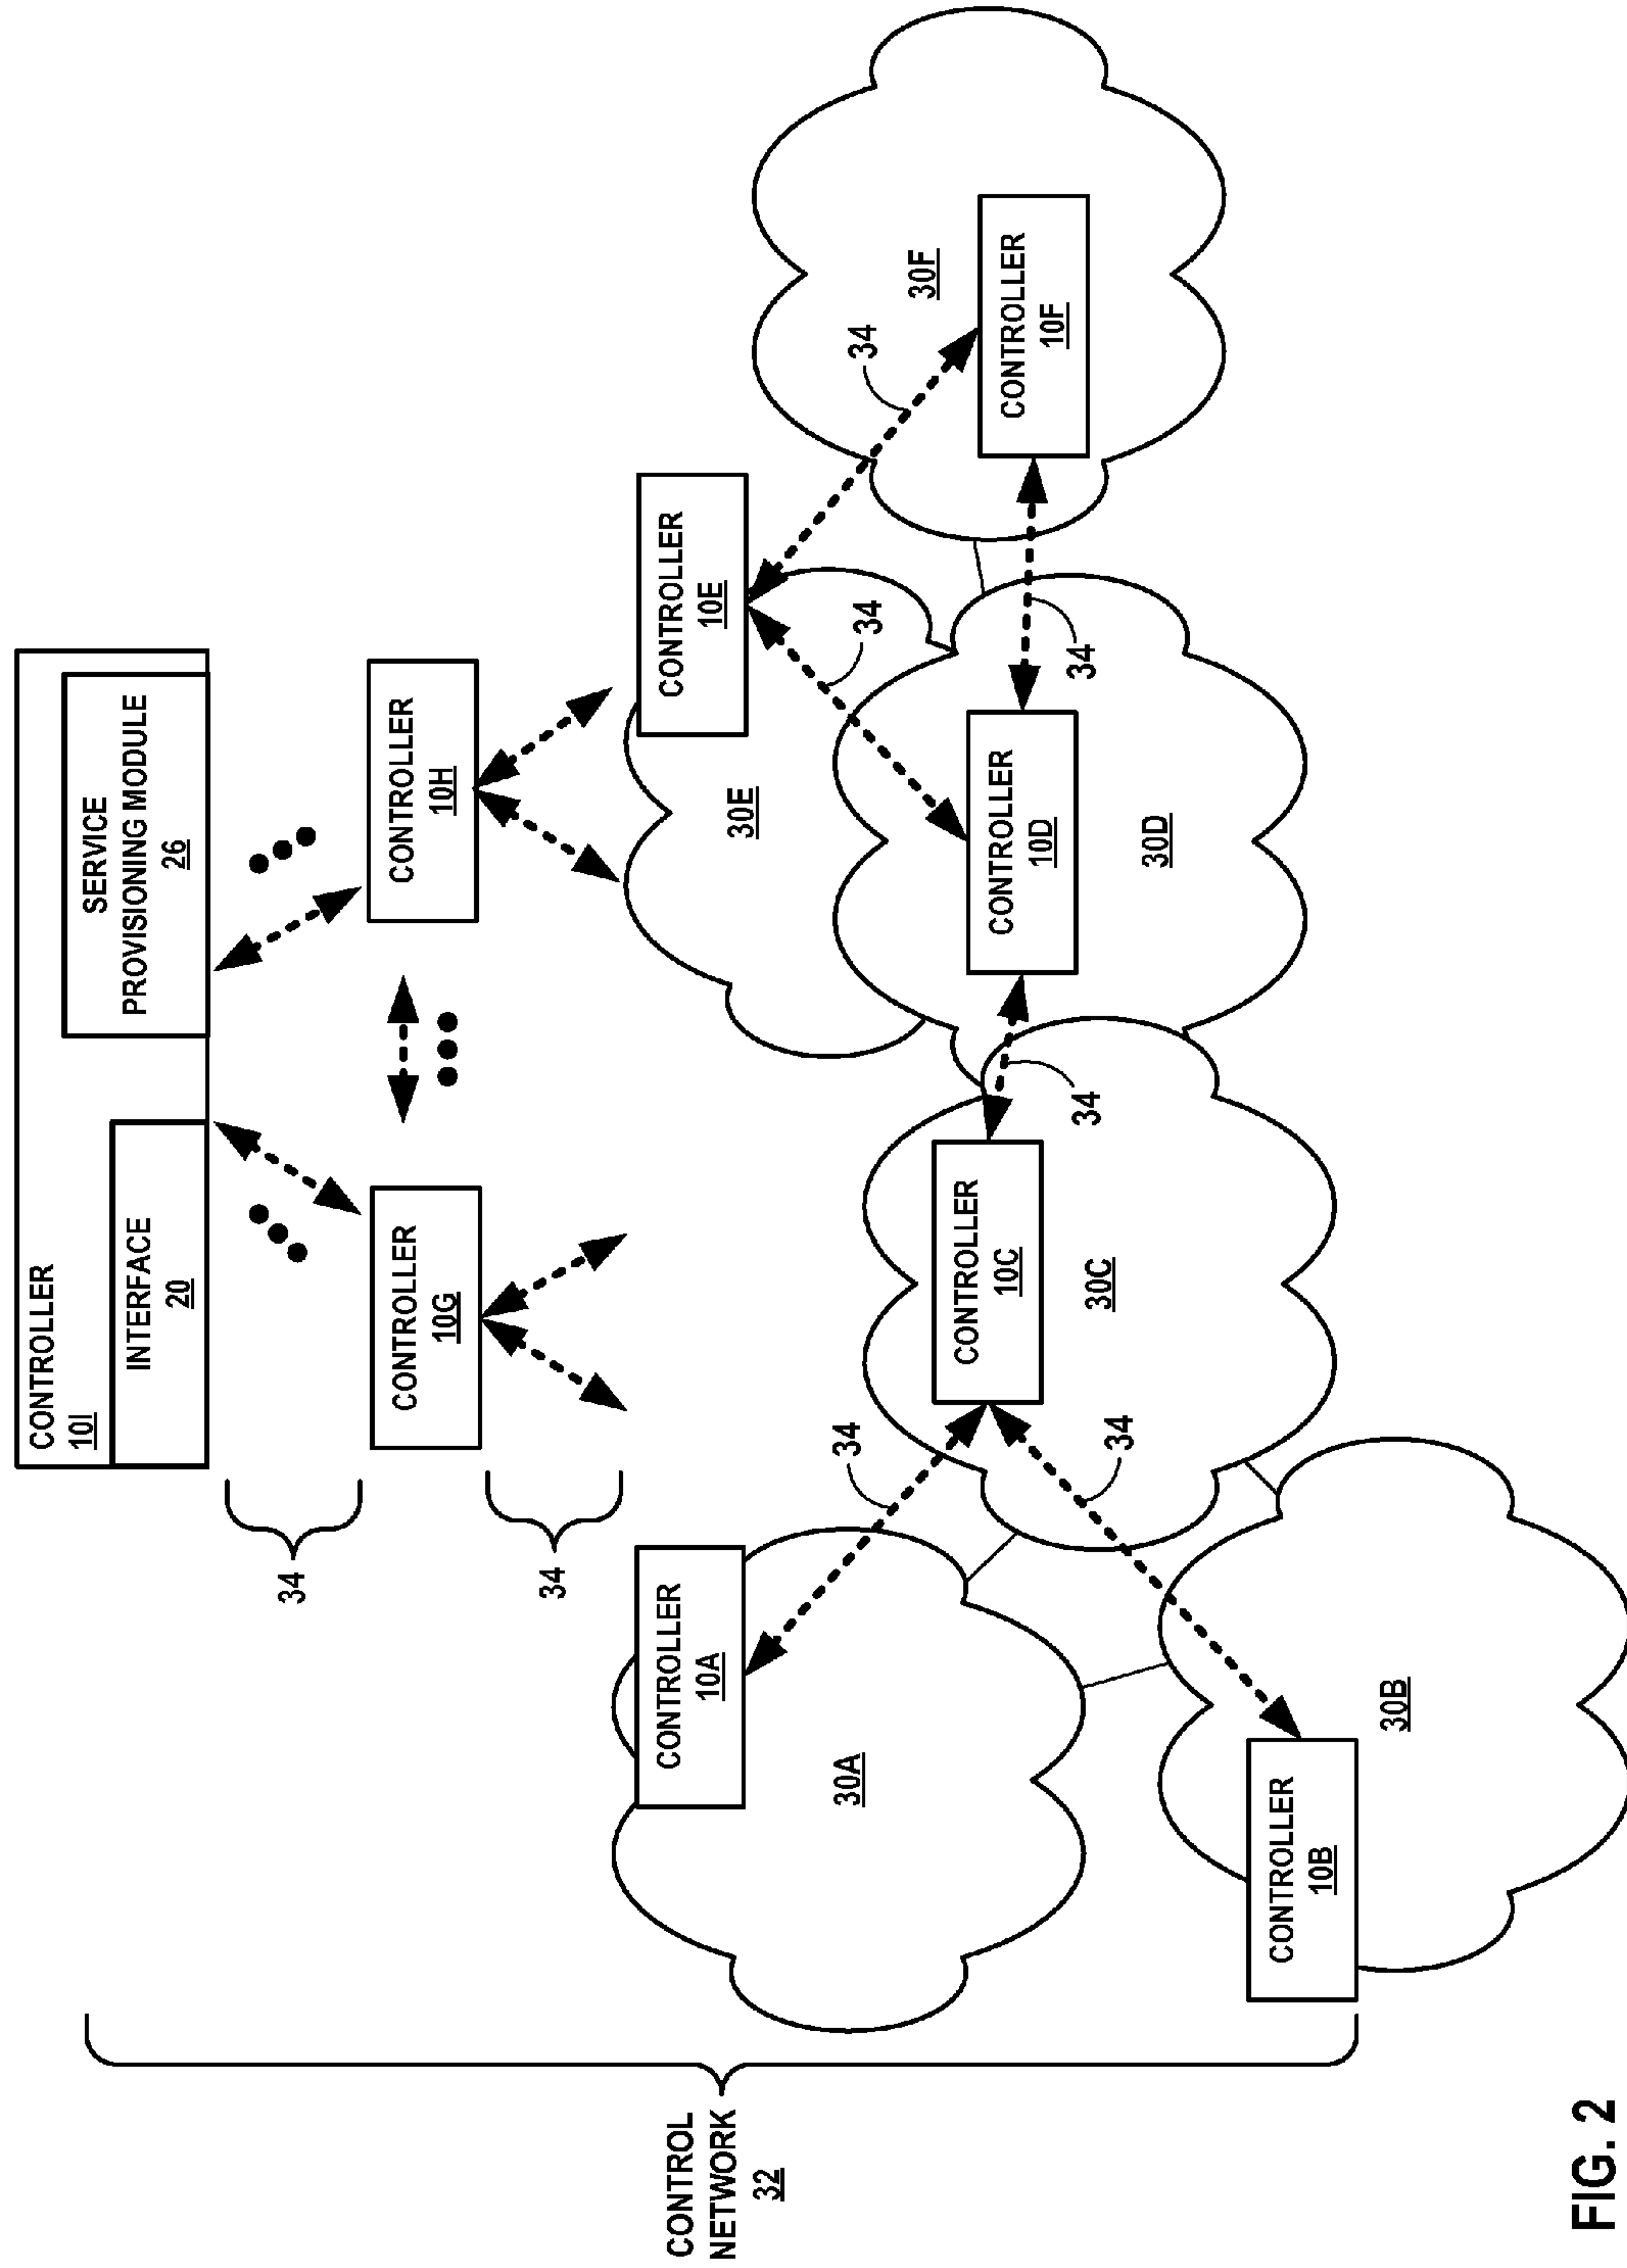 CONTROLLER
10I
INTERFACE
20
SERVICE
PROVISIONING MODULE
26
34
CONTROLLER
10G
CONTROLLER
10H
34
CONTROL
NETWORK
32
CONTROLLER
10A
30A
34
CONTROLLER
10E
30E
34
34
30F
CONTROLLER
10F
CONTROLLER
10C
30C
34
CONTROLLER
10D
30D
34
34
CONTROLLER
10B
30B
34
FIG. 2